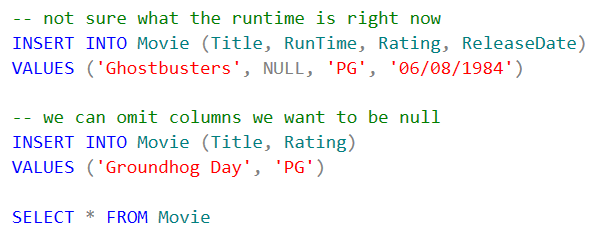 -- not sure what the runtime is right now
INSERT INTO Movie (Title, RunTime, Rating, ReleaseDate)
VALUES ('Ghostbusters', NULL, 'PG', '06/08/1984')
-- we can omit columns we want to be null
INSERT INTO Movie (Title, Rating)
VALUES ('Groundhog Day', 'PG')
SELECT * FROM Movie